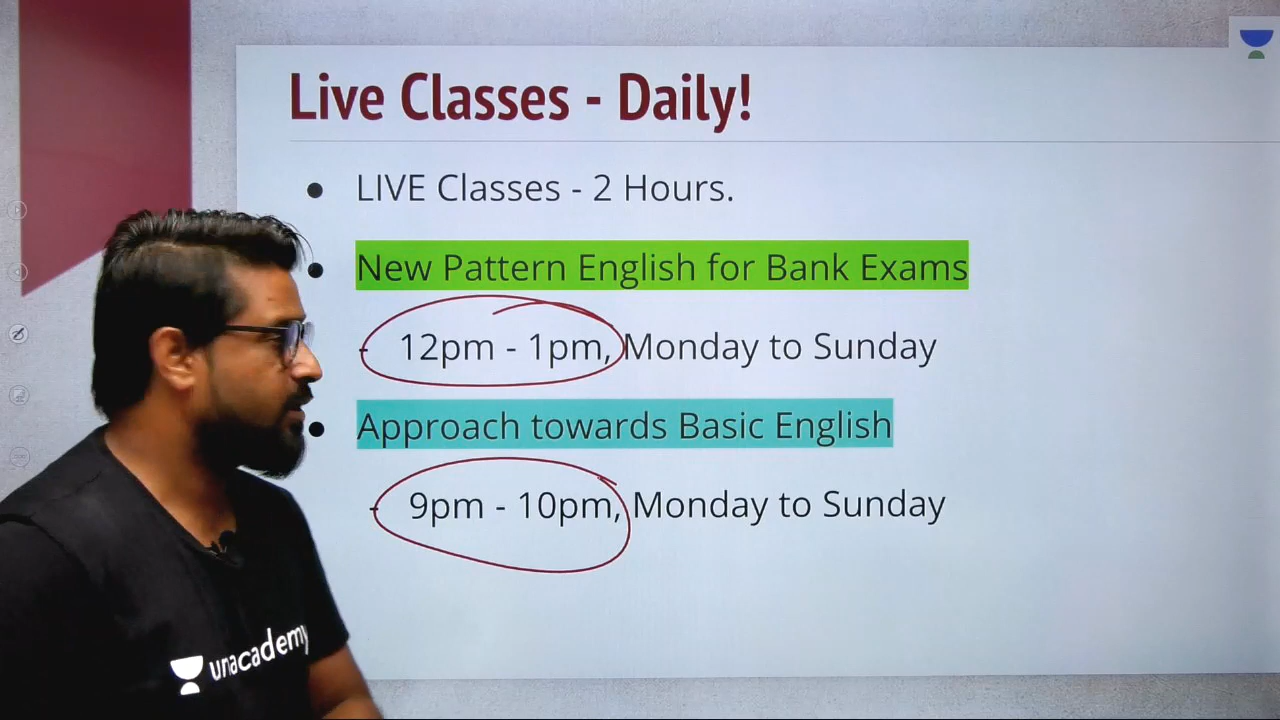 Live Classes - Daily!
LIVE Classes - 2 Hours.
New Pattern English for Bank Exams
- 12pm - 1pm, Monday to Sunday
Approach towards Basic English
- 9pm - 10pm, Monday to Sunday
unacademy